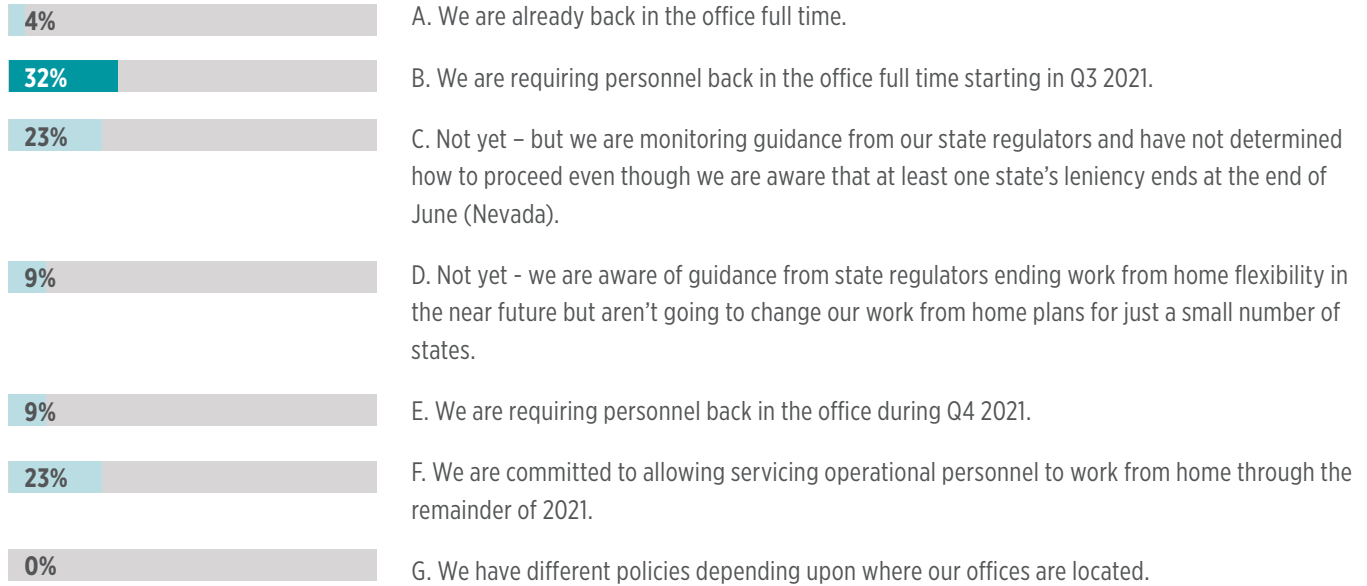 4% A. We are already back in the office full time.
32% B. We are requiring personnel back in the office full time starting in Q3 2021.
23% C. Not yet – but we are monitoring guidance from our state regulators and have not determined
how to proceed even though we are aware that at least one state’s leniency ends at the end of
June (Nevada).
9% D. Not yet - we are aware of guidance from state regulators ending work from home flexibility in
the near future but aren’t going to change our work from home plans for just a small number of
states.
9% E. We are requiring personnel back in the office during Q4 2021.
23% F. We are committed to allowing servicing operational personnel to work from home through the
remainder of 2021.
0% G. We have different policies depending upon where our offices are located.